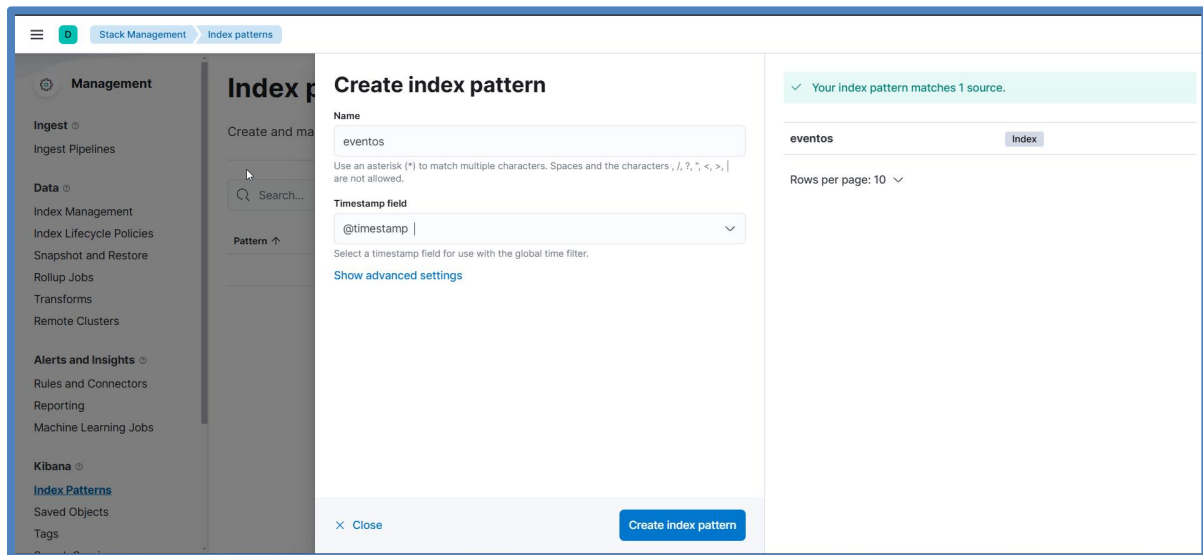 D Stack Management Index patterns
Management
Ingest
Ingest Pipelines
Data
Index Management
Index Lifecycle Policies
Snapshot and Restore
Rollup Jobs
Transforms
Remote Clusters
Alerts and Insights
Rules and Connectors
Reporting
Machine Learning Jobs
Kibana
Index Patterns
Saved Objects
Tags
Index p
Create and ma
Search...
Pattern ↑
Create index pattern
Name
eventos
Use an asterisk (*) to match multiple characters. Spaces and the characters , /, ?, ", <, >, |
are not allowed.
Timestamp field
@timestamp
Select a timestamp field for use with the global time filter.
Show advanced settings
× Close
Create index pattern
✓ Your index pattern matches 1 source.
eventos Index
Rows per page: 10